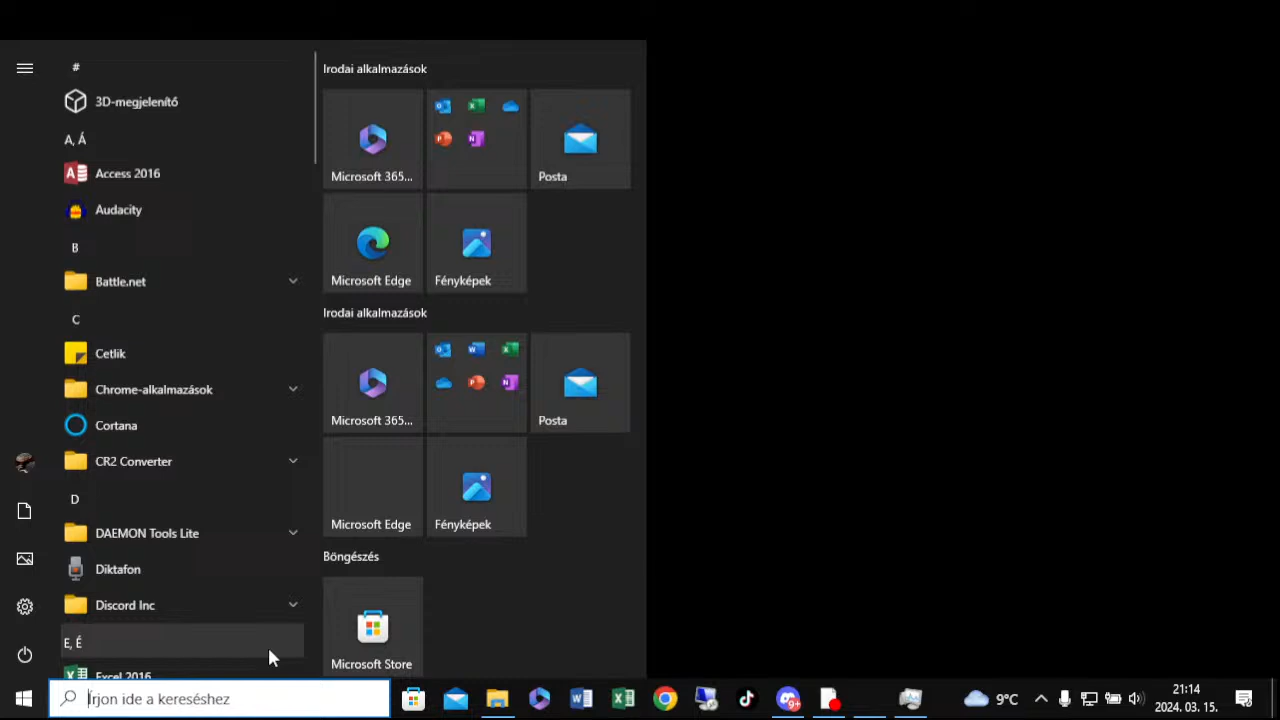 #
3D-megjelenítő
A, Á
Access 2016
Audacity
B
Battle.net
C
Cetlik
Chrome-alkalmazások
Cortana
CR2 Converter
D
DAEMON Tools Lite
Diktafon
Discord Inc
E, É
Excel 2016
Irodai alkalmazások
Microsoft 365...
Posta
Microsoft Edge
Fényképek
Irodai alkalmazások
Microsoft 365...
Posta
Microsoft Edge
Fényképek
Böngészés
Microsoft Store
Írjon ide a kereséshez
9+
9°C
21:14
2024. 03. 15.